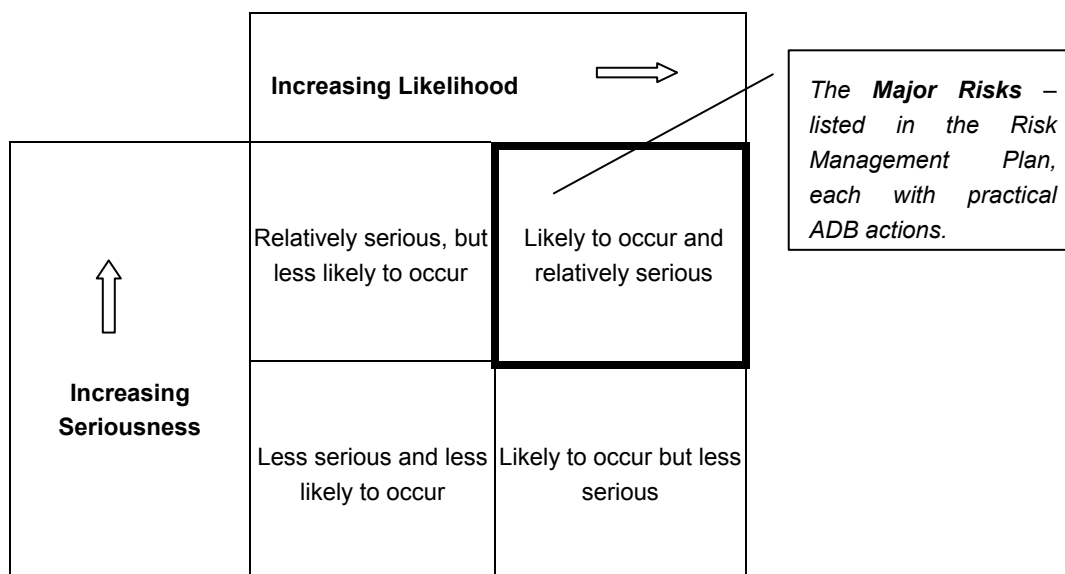 Increasing Likelihood
The Major Risks –
listed in the Risk
Management Plan,
each with practical
ADB actions.
Relatively serious, but
less likely to occur
Likely to occur and
relatively serious
Increasing
Seriousness
Less serious and less
likely to occur
Likely to occur but less
serious